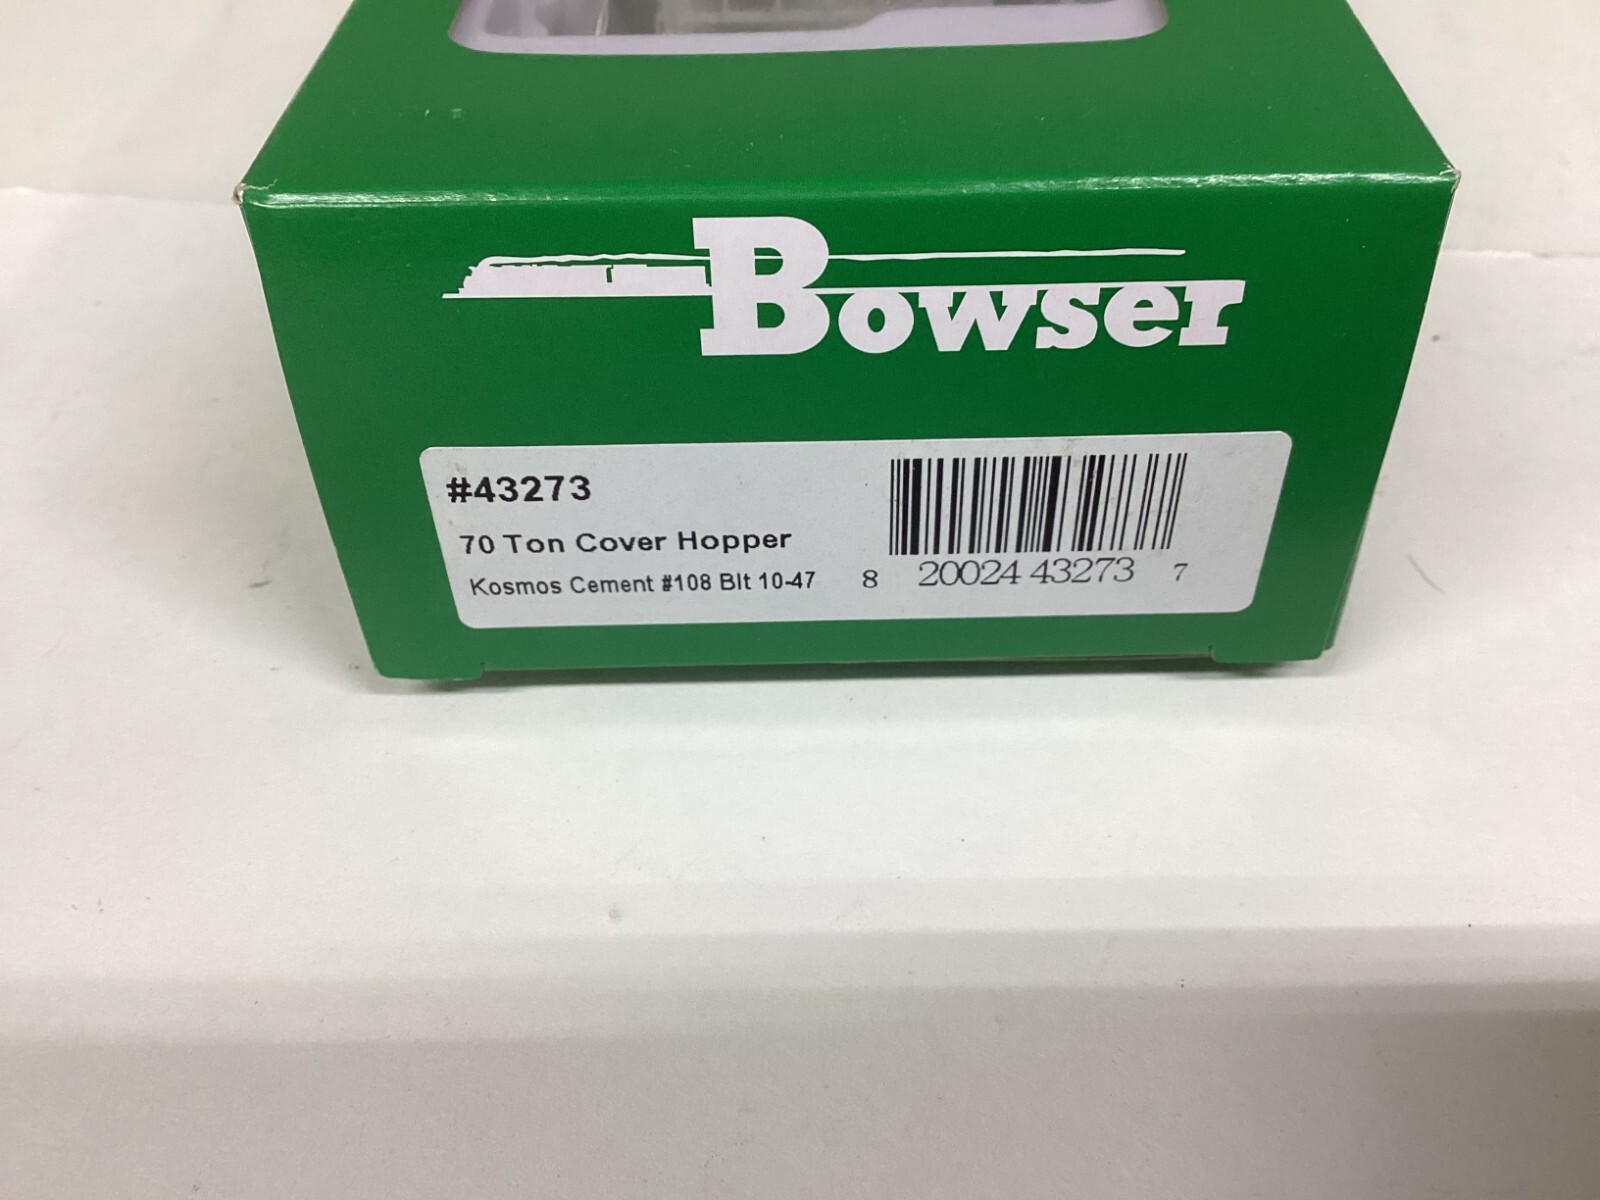 Bowser
#43273
70 Ton Cover Hopper
Kosmos Cement #108 Blt 10-47
8 20024 43273 7